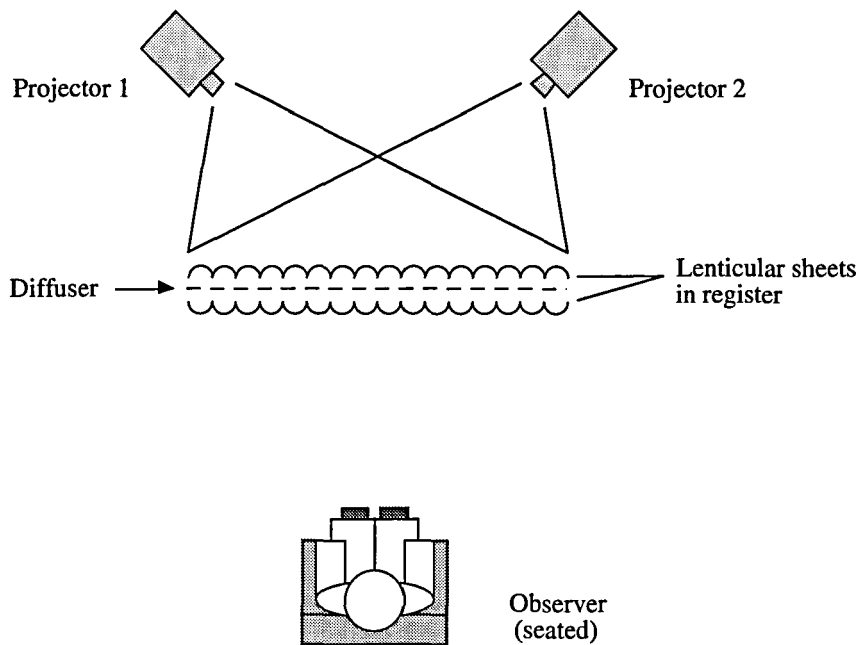 Projector 1
Projector 2
Diffuser
Lenticular sheets
in register
Observer
(seated)